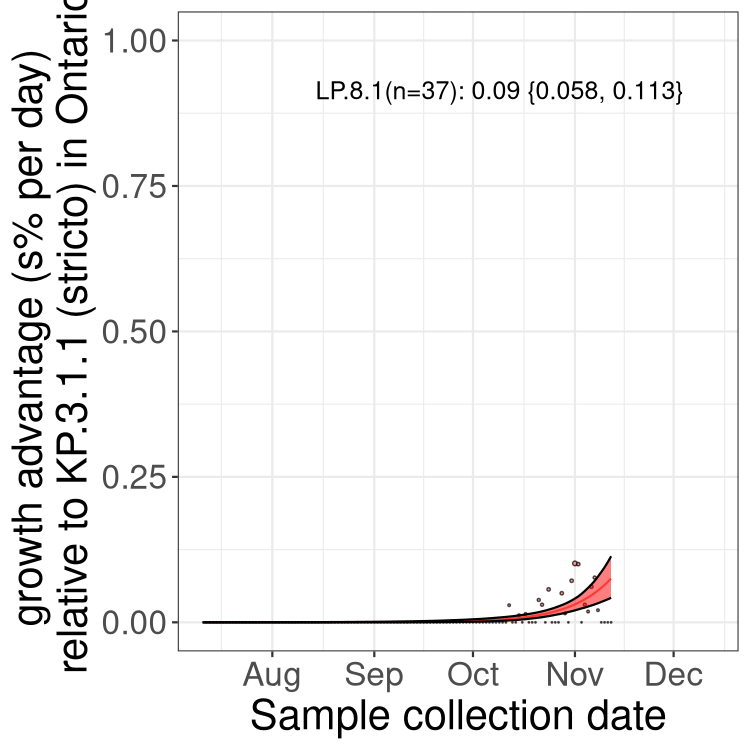 growth advantage (s% per day)
relative to KP.3.1.1 (stricto) in Ontario
1.00
0.75
0.50
0.25
0.00
LP.8.1(n=37): 0.09 {0.058, 0.113}
Aug Sep Oct Nov Dec
Sample collection date